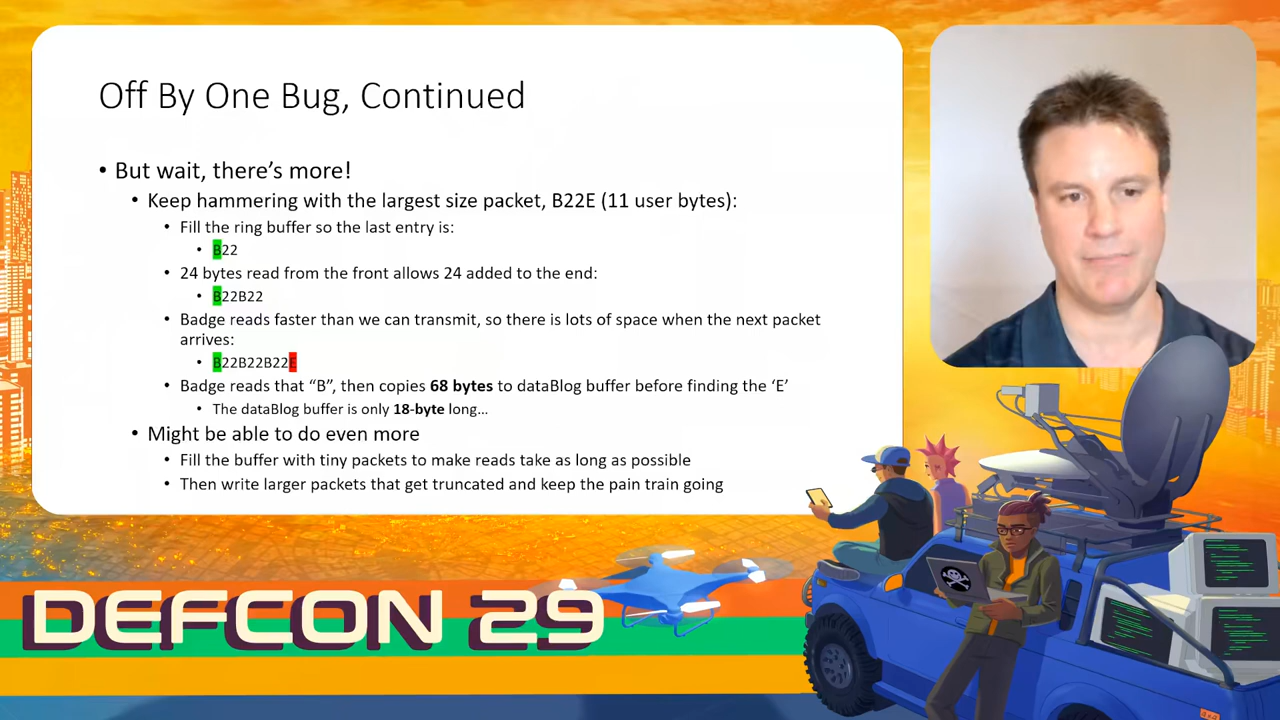 Off By One Bug, Continued
• But wait, there’s more!
• Keep hammering with the largest size packet, B22E (11 user bytes):
• Fill the ring buffer so the last entry is:
• B22
• 24 bytes read from the front allows 24 added to the end:
• B22B22
• Badge reads faster than we can transmit, so there is lots of space when the next packet
arrives:
• B22B22B22E
• Badge reads that “B”, then copies 68 bytes to dataBlog buffer before finding the ‘E’
• The dataBlog buffer is only 18-byte long…
• Might be able to do even more
• Fill the buffer with tiny packets to make reads take as long as possible
• Then write larger packets that get truncated and keep the pain train going
DEFCON 29